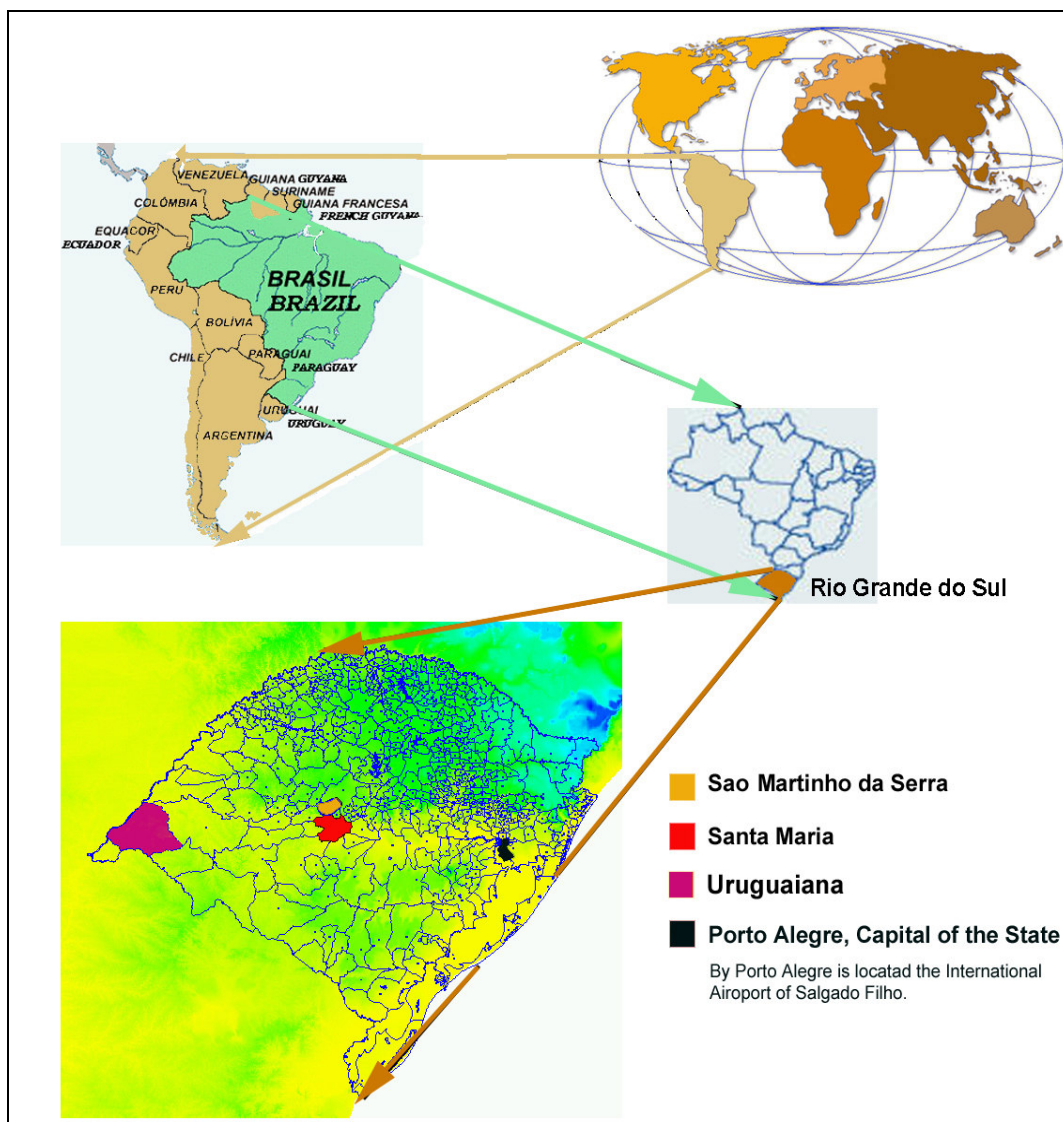 VENEZUELA
GUIANA GUYANA
SURINAME
COLÔMBIA
GUIANA FRANCESA
FRENCH GUYANA
EQUACOR
ECUADOR
BRASIL
BRAZIL
PERU
BOLÍVIA
CHILE
PARAGUAI
PARAGUAY
URUGUAI
URUGUAY
ARGENTINA
Rio Grande do Sul
Sao Martinho da Serra
Santa Maria
Uruguaiana
Porto Alegre, Capital of the State
By Porto Alegre is locatad the International
Airoport of Salgado Filho.